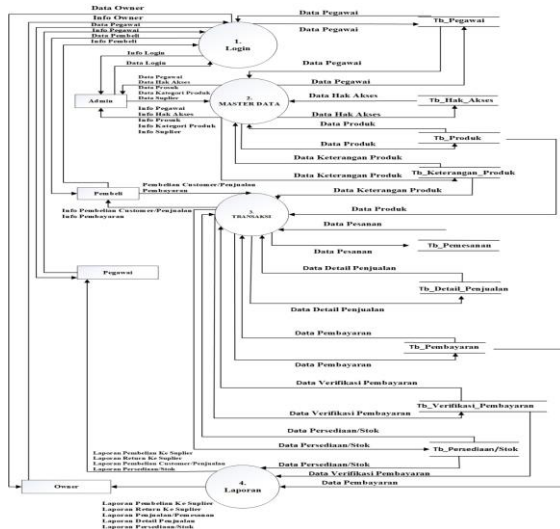 Data Owner
Info Owner
Data Pegawai
Info Pegawai
Data Pembeli
Info Pembeli
1.
Login
Data Pegawai
Data Pegawai
Tb_Pegawai
Data Pegawai
Data Pegawai
Info Login
Data Login
Admin
Data Pegawai
Data Hak Akses
Data Prosuk
Data Kategori Produk
Data Suplier
Info Pegawai
Info Hak Akses
Info Prosuk
Info Kategori Produk
Info Suplier
2.
MASTER DATA
Data Hak Akses
Tb_Hak_Akses
Data Hak Akses
Data Produk
Tb_Produk
Data Produk
Data Keterangan Produk
Data Keterangan Produk
Tb_Keterangan_Produk
Data Keterangan Produk
Pembeli
Pembelian Customer/Penjualan
Pembayaran
Info Pembelian Customer/Penjualan
Info Pembayaran
3.
TRANSAKSI
Data Produk
Data Pesanan
Data Pesanan
Tb_Pemesanan
Pegawai
Data Detail Penjualan
Tb_Detail_Penjualan
Data Detail Penjualan
Data Pembayaran
Tb_Pembayaran
Data Pembayaran
Data Verifikasi Pembayaran
Tb_Verifikasi_Pembayaran
Data Verifikasi Pembayaran
Data Persediaan/Stok
Data Persediaan/Stok
Tb_Persediaan/Stok
Laporan Pembelian Ke Suplier
Laporan Return Ke Suplier
Laporan Pembelian Customer/Penjualan
Laporan Persediaan/Stok
Data Persediaan/Stok
Data Verifikasi Pembayaran
Data Pembayaran
4.
Laporan
Owner
Laporan Pembelian Ke Suplier
Laporan Return Ke Suplier
Laporan Penjualan/Pemesanan
Laporan Detail Penjualan
Laporan Persediaan/Stok